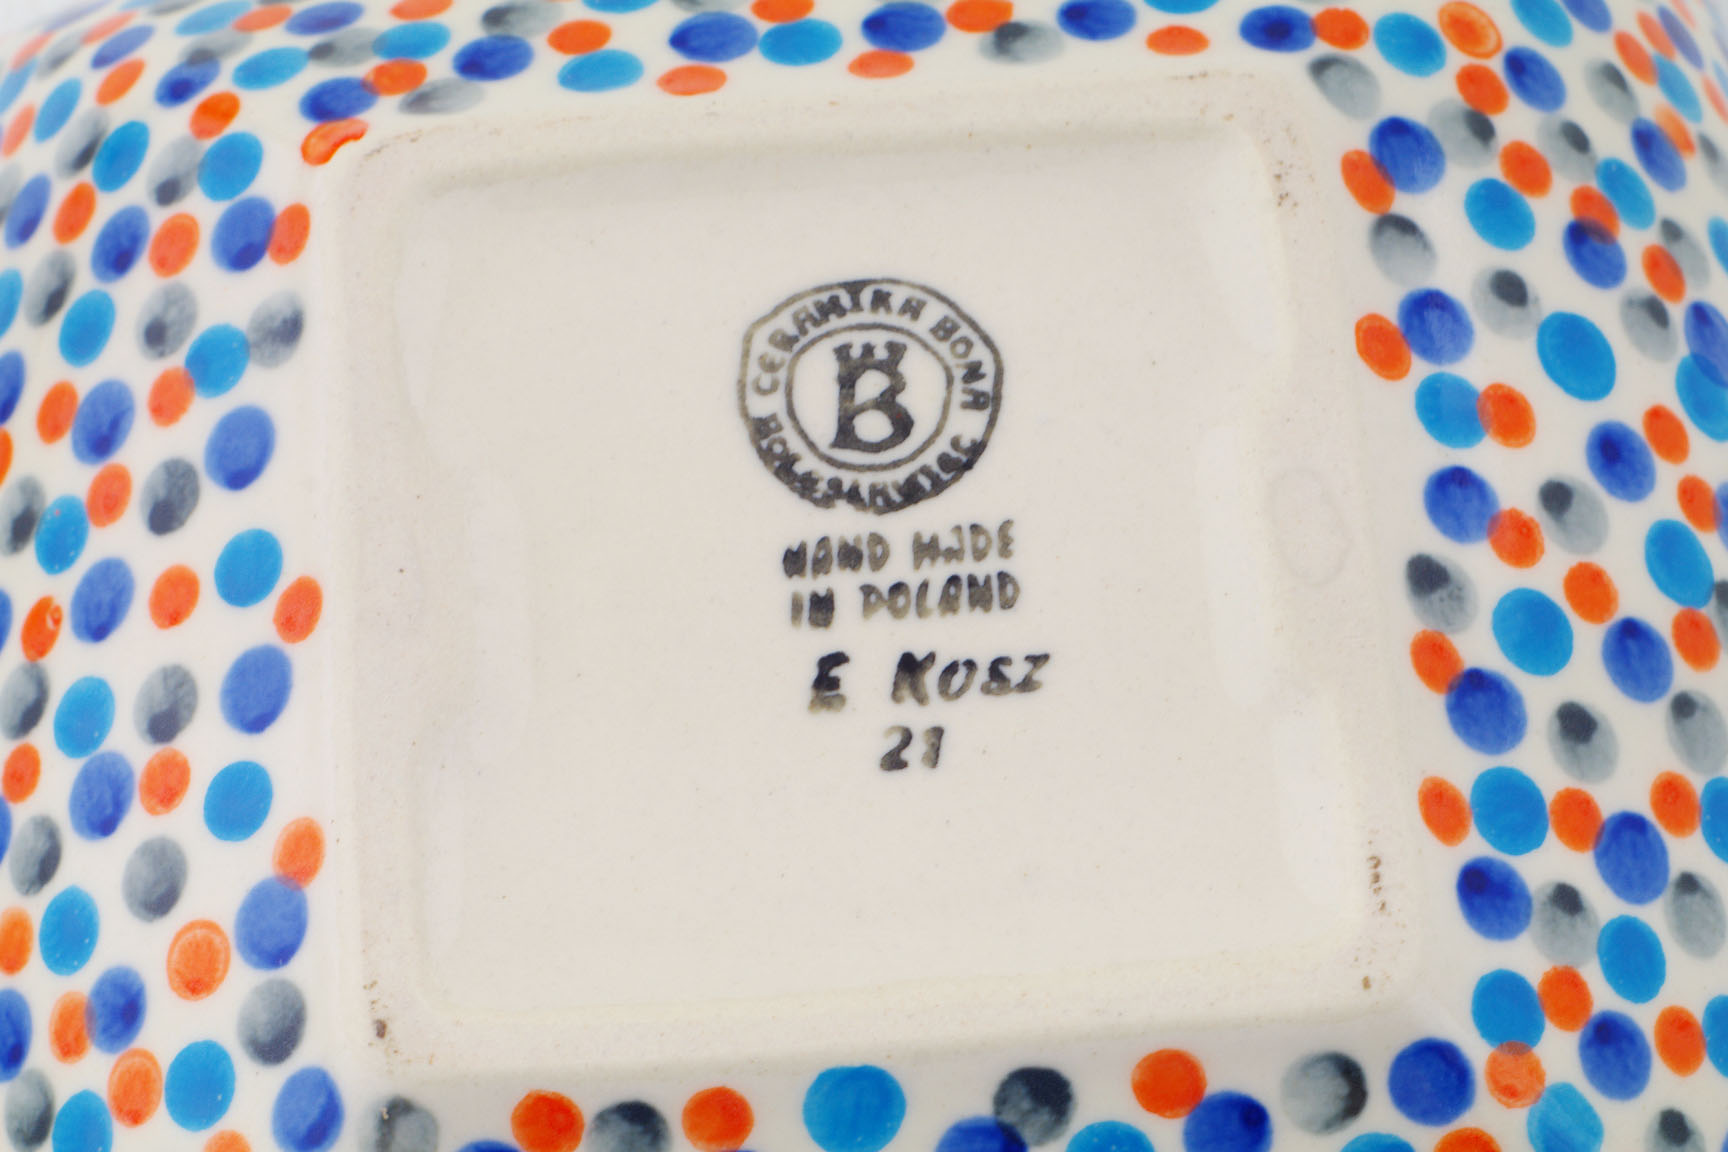 CERAMIKA BONA
BOLESŁAWIEC
B
HAND MADE
IN POLAND
E KOSZ
21